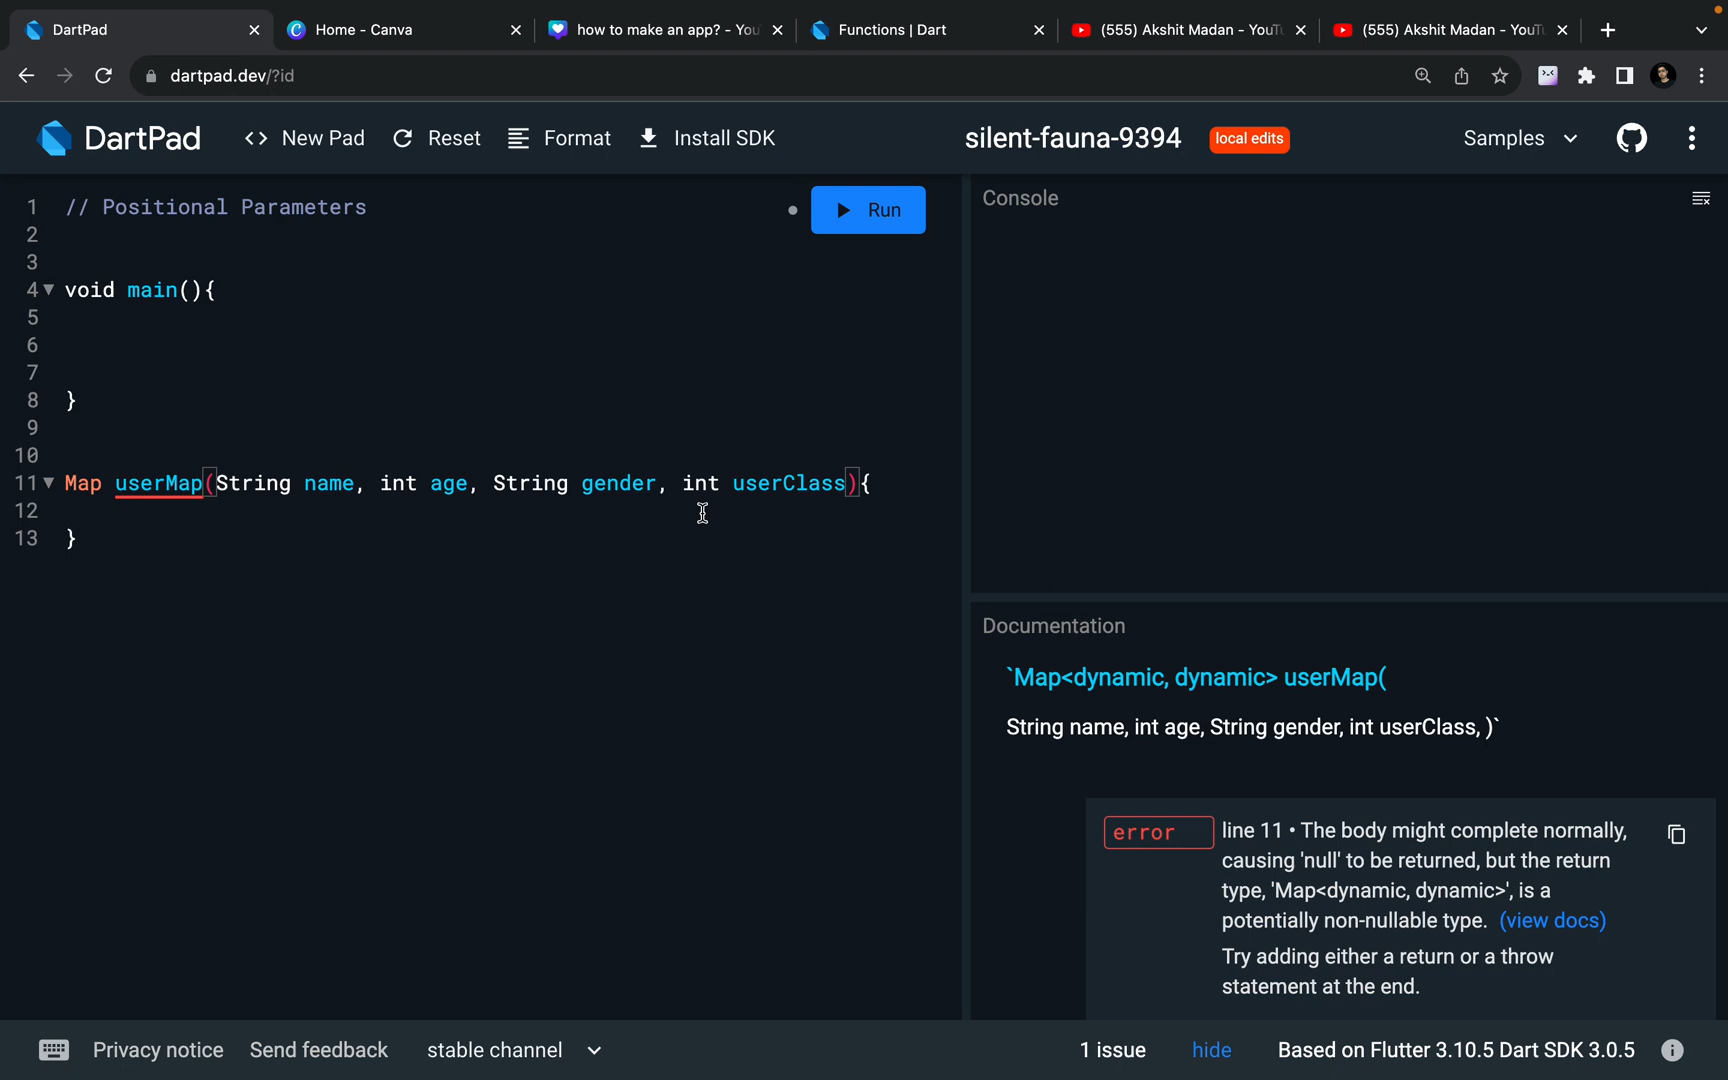 DartPad
Home - Canva
how to make an app? - You
Functions | Dart
(555) Akshit Madan - YouTu
(555) Akshit Madan - YouTu
dartpad.dev/?id
DartPad
<> New Pad
Reset
Format
Install SDK
silent-fauna-9394
local edits
Samples
1 // Positional Parameters
Run
2
3
4 void main(){
5
6
7
8 }
9
10
11 Map userMap(String name, int age, String gender, int userClass){
12
13 }
Console
Documentation
`Map<dynamic, dynamic> userMap(
String name, int age, String gender, int userClass, )`
error
line 11 • The body might complete normally,
causing 'null' to be returned, but the return
type, 'Map<dynamic, dynamic>', is a
potentially non-nullable type. (view docs)
Try adding either a return or a throw
statement at the end.
Privacy notice
Send feedback
stable channel
1 issue
hide
Based on Flutter 3.10.5 Dart SDK 3.0.5